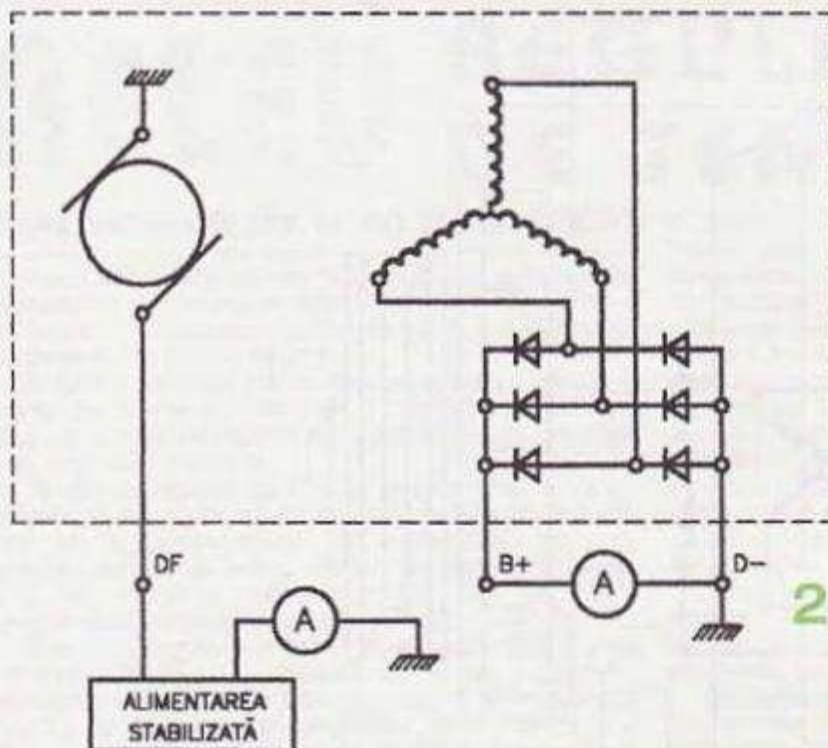 DF
B+
A
D-
2
A
ALIMENTAREA
STABILIZATĂ